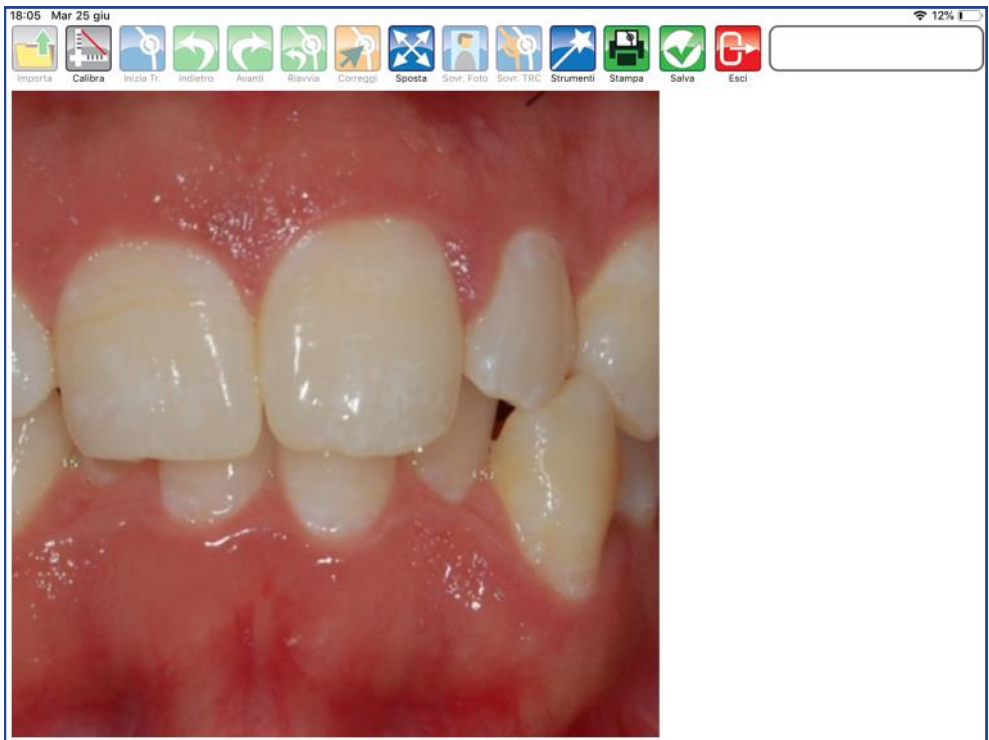 18:05 Mar 25 giu 12%
Importa Calibra Inizia Tr. Indietro Avanti Riavvia Correggi Sposta Sovr. Foto Sovr. TRC Strumenti Stampa Salva Esci